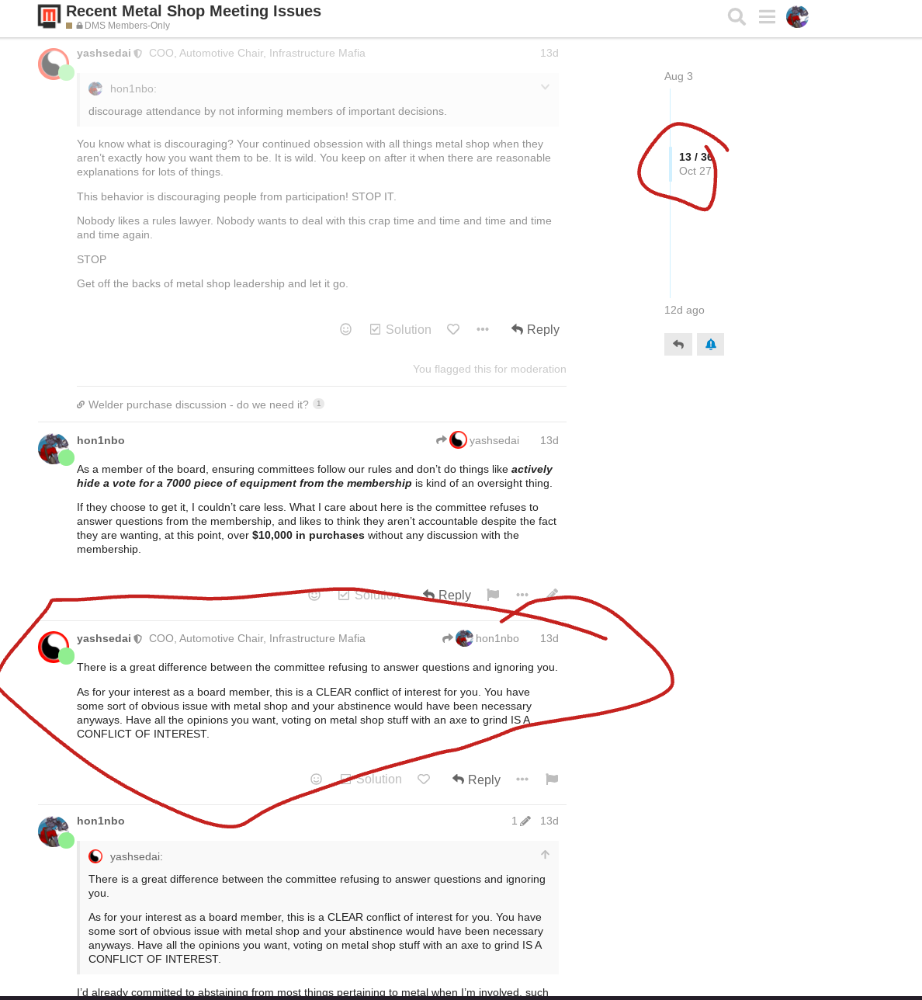 Recent Metal Shop Meeting Issues
DMS Members-Only
yashsedai COO, Automotive Chair, Infrastructure Mafia 13d
hon1nbo:
discourage attendance by not informing members of important decisions.
You know what is discouraging? Your continued obsession with all things metal shop when they
aren’t exactly how you want them to be. It is wild. You keep on after it when there are reasonable
explanations for lots of things.
This behavior is discouraging people from participation! STOP IT.
Nobody likes a rules lawyer. Nobody wants to deal with this crap time and time and time and time
and time again.
STOP
Get off the backs of metal shop leadership and let it go.
Solution Reply
You flagged this for moderation
Welder purchase discussion - do we need it? 1
Aug 3
13 / 36
Oct 27
12d ago
hon1nbo yashsedai 13d
As a member of the board, ensuring committees follow our rules and don’t do things like actively
hide a vote for a 7000 piece of equipment from the membership is kind of an oversight thing.
If they choose to get it, I couldn’t care less. What I care about here is the committee refuses to
answer questions from the membership, and likes to think they aren’t accountable despite the fact
they are wanting, at this point, over $10,000 in purchases without any discussion with the
membership.
Solution Reply
yashsedai COO, Automotive Chair, Infrastructure Mafia hon1nbo 13d
There is a great difference between the committee refusing to answer questions and ignoring you.
As for your interest as a board member, this is a CLEAR conflict of interest for you. You have
some sort of obvious issue with metal shop and your abstinence would have been necessary
anyways. Have all the opinions you want, voting on metal shop stuff with an axe to grind IS A
CONFLICT OF INTEREST.
Solution Reply
hon1nbo 1 13d
yashsedai:
There is a great difference between the committee refusing to answer questions and ignoring
you.
As for your interest as a board member, this is a CLEAR conflict of interest for you. You have
some sort of obvious issue with metal shop and your abstinence would have been necessary
anyways. Have all the opinions you want, voting on metal shop stuff with an axe to grind IS A
CONFLICT OF INTEREST.
I’d already committed to abstaining from most things pertaining to metal when I’m involved, such